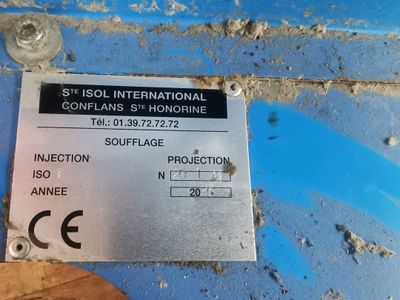 STE ISOL INTERNATIONAL
CONFLANS STE HONORINE
Tél.: 01.39.72.72.72
SOUFFLAGE
INJECTION PROJECTION
ISO N
ANNEE 20
CE